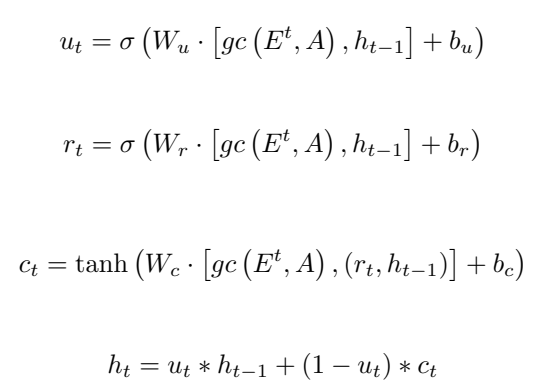 u_t = σ (W_u · [gc (E^t, A) , h_{t−1}] + b_u)
r_t = σ (W_r · [gc (E^t, A) , h_{t−1}] + b_r)
c_t = tanh (W_c · [gc (E^t, A) , (r_t, h_{t−1})] + b_c)
h_t = u_t ∗ h_{t−1} + (1 − u_t) ∗ c_t